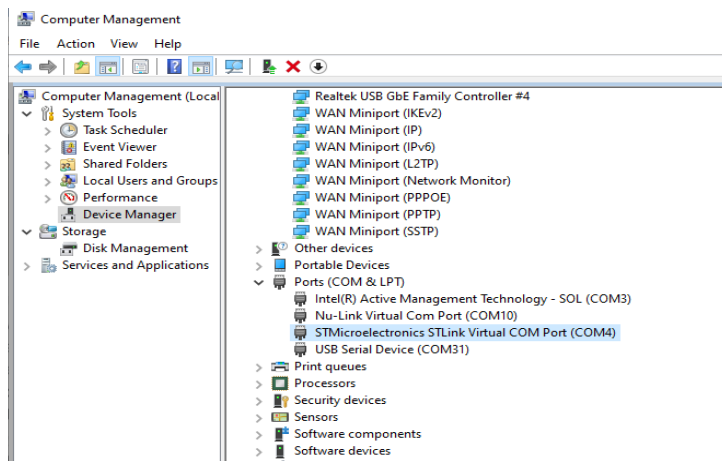 Computer Management
File Action View Help
Computer Management (Local
System Tools
Task Scheduler
Event Viewer
Shared Folders
Local Users and Groups
Performance
Device Manager
Storage
Disk Management
Services and Applications
Realtek USB GbE Family Controller #4
WAN Miniport (IKEv2)
WAN Miniport (IP)
WAN Miniport (IPv6)
WAN Miniport (L2TP)
WAN Miniport (Network Monitor)
WAN Miniport (PPPOE)
WAN Miniport (PPTP)
WAN Miniport (SSTP)
Other devices
Portable Devices
Ports (COM & LPT)
Intel(R) Active Management Technology - SOL (COM3)
Nu-Link Virtual Com Port (COM10)
STMicroelectronics STLink Virtual COM Port (COM4)
USB Serial Device (COM31)
Print queues
Processors
Security devices
Sensors
Software components
Software devices